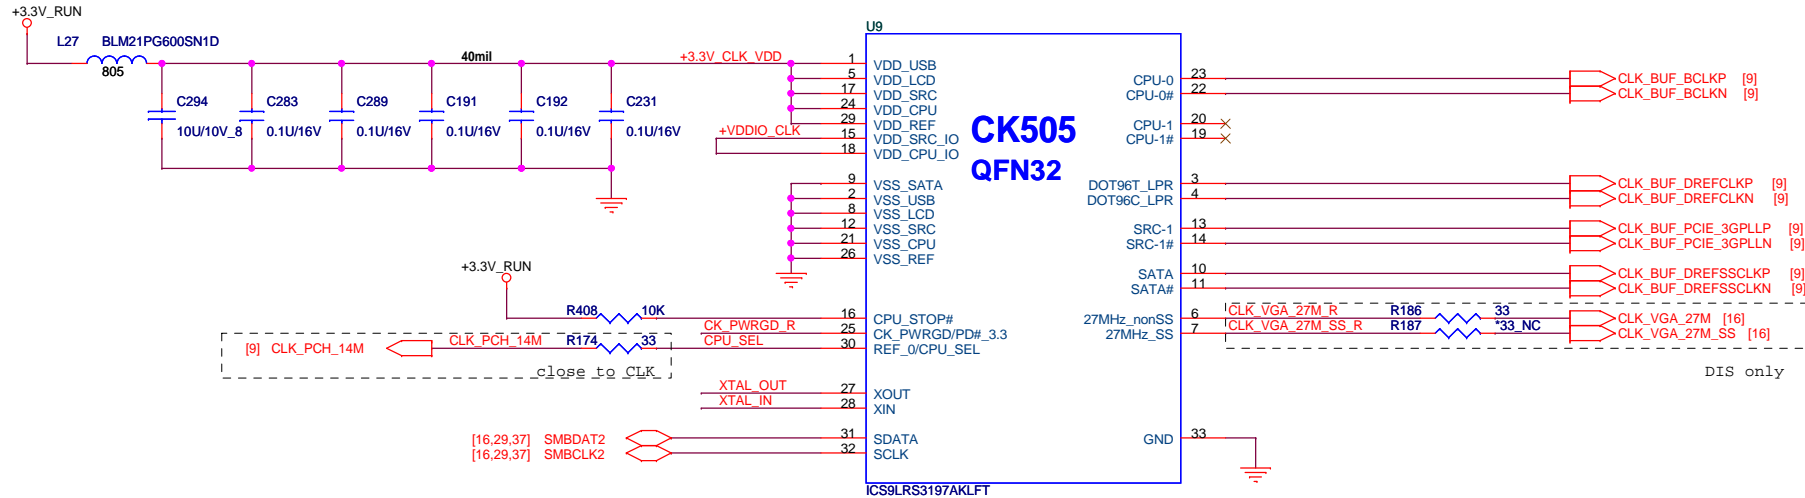 +3.3V_RUN
L27 BLM21PG600SN1D
805
40mil
+3.3V_CLK_VDD
C294 C283 C289 C191 C192 C231
10U/10V_8 0.1U/16V 0.1U/16V 0.1U/16V 0.1U/16V 0.1U/16V
+VDDIO_CLK
U9
CK505
QFN32
1 VDD_USB
5 VDD_LCD
17 VDD_SRC
24 VDD_CPU
29 VDD_REF
15 VDD_SRC_IO
18 VDD_CPU_IO
9 VSS_SATA
2 VSS_USB
8 VSS_LCD
12 VSS_SRC
21 VSS_CPU
26 VSS_REF
+3.3V_RUN
R408 10K 16 CPU_STOP#
CK_PWRGD_R 25 CK_PWRGD/PD#_3.3
[9] CLK_PCH_14M CLK_PCH_14M R174 33 CPU_SEL 30 REF_0/CPU_SEL
close to CLK
XTAL_OUT 27 XOUT
XTAL_IN 28 XIN
[16,29,37] SMBDAT2 31 SDATA
[16,29,37] SMBCLK2 32 SCLK
CPU-0 23 CLK_BUF_BCLKP [9]
CPU-0# 22 CLK_BUF_BCLKN [9]
CPU-1 20
CPU-1# 19
DOT96T_LPR 3 CLK_BUF_DREFCLKP [9]
DOT96C_LPR 4 CLK_BUF_DREFCLKN [9]
SRC-1 13 CLK_BUF_PCIE_3GPLLP [9]
SRC-1# 14 CLK_BUF_PCIE_3GPLLN [9]
SATA 10 CLK_BUF_DREFSSCLKP [9]
SATA# 11 CLK_BUF_DREFSSCLKN [9]
27MHz_nonSS 6 CLK_VGA_27M_R R186 33 CLK_VGA_27M [16]
27MHz_SS 7 CLK_VGA_27M_SS_R R187 *33_NC CLK_VGA_27M_SS [16]
DIS only
GND 33
ICS9LRS3197AKLFT